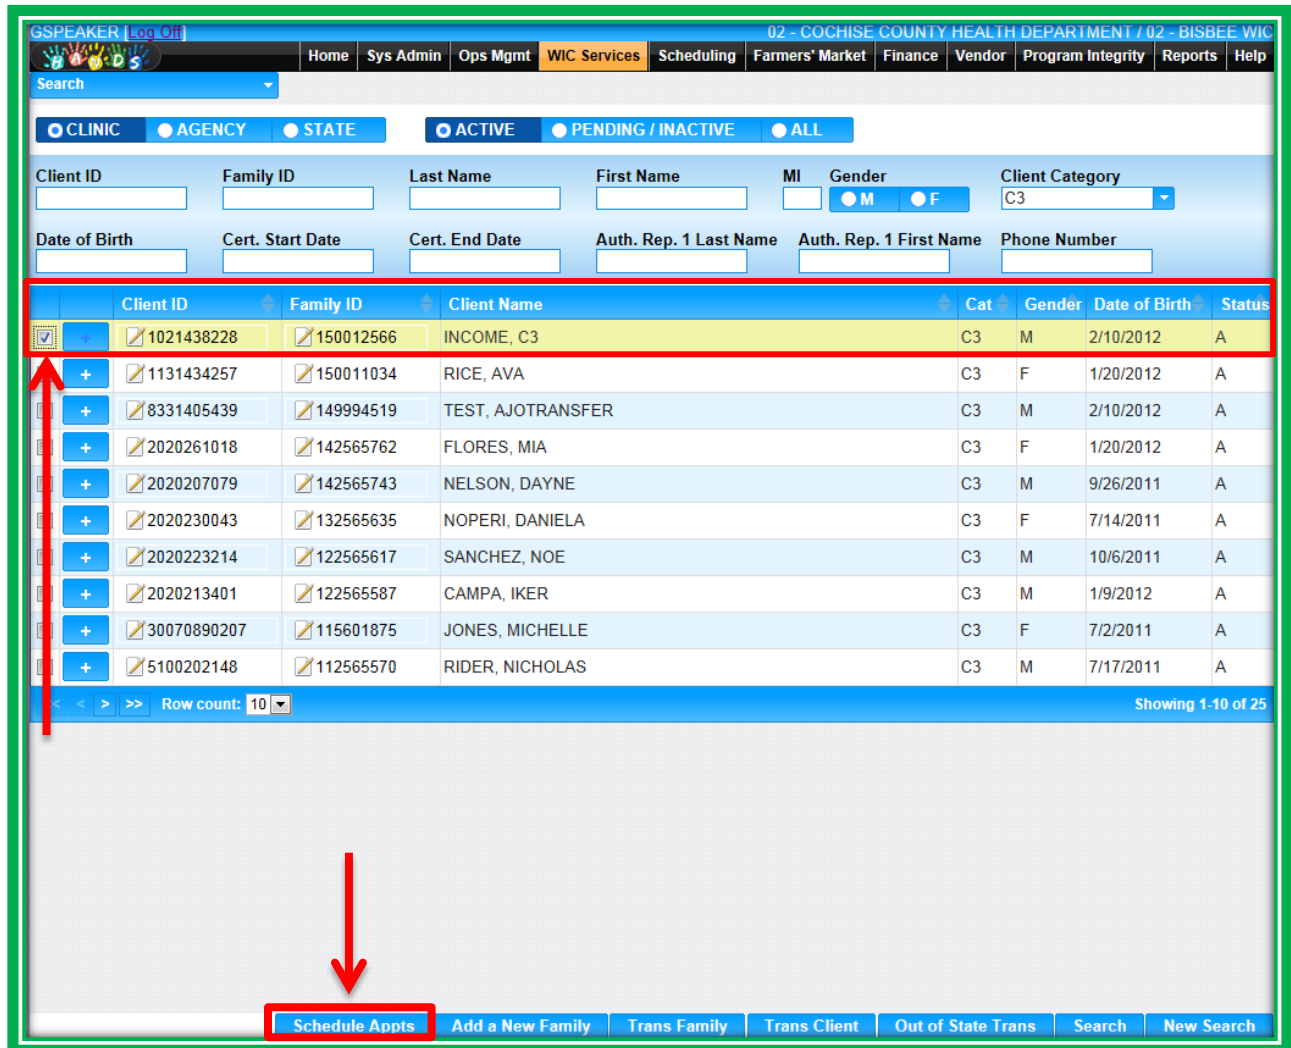 GSPEAKER [Log Off] 02 - COCHISE COUNTY HEALTH DEPARTMENT / 02 - BISBEE WIC
HANDS Home Sys Admin Ops Mgmt WIC Services Scheduling Farmers' Market Finance Vendor Program Integrity Reports Help
Search
CLINIC AGENCY STATE ACTIVE PENDING / INACTIVE ALL
Client ID Family ID Last Name First Name MI Gender Client Category
M F C3
Date of Birth Cert. Start Date Cert. End Date Auth. Rep. 1 Last Name Auth. Rep. 1 First Name Phone Number
Client ID Family ID Client Name Cat Gender Date of Birth Status
+ 1021438228 150012566 INCOME, C3 C3 M 2/10/2012 A
+ 1131434257 150011034 RICE, AVA C3 F 1/20/2012 A
+ 8331405439 149994519 TEST, AJOTRANSFER C3 M 2/10/2012 A
+ 2020261018 142565762 FLORES, MIA C3 F 1/20/2012 A
+ 2020207079 142565743 NELSON, DAYNE C3 M 9/26/2011 A
+ 2020230043 132565635 NOPERI, DANIELA C3 F 7/14/2011 A
+ 2020223214 122565617 SANCHEZ, NOE C3 M 10/6/2011 A
+ 2020213401 122565587 CAMPA, IKER C3 M 1/9/2012 A
+ 30070890207 115601875 JONES, MICHELLE C3 F 7/2/2011 A
+ 5100202148 112565570 RIDER, NICHOLAS C3 M 7/17/2011 A
< > >> Row count: 10 Showing 1-10 of 25
Schedule Appts Add a New Family Trans Family Trans Client Out of State Trans Search New Search